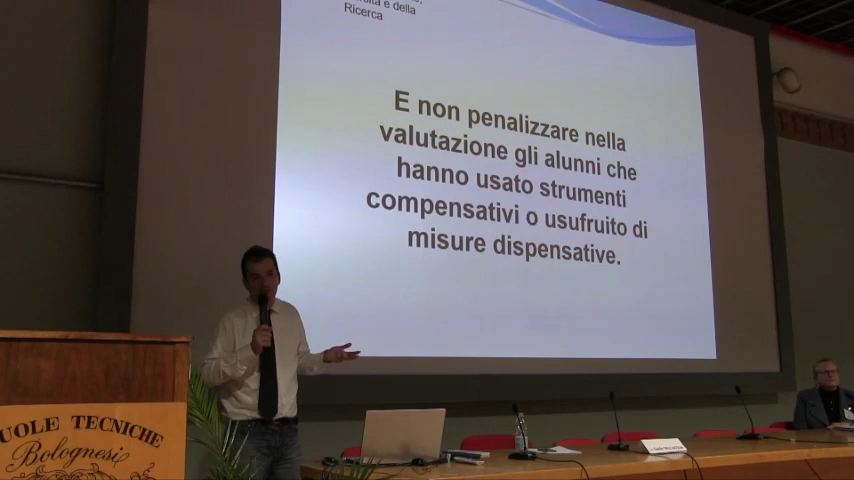 Ricerca
E non penalizzare nella
valutazione gli alunni che
hanno usato strumenti
compensativi o usufruito di
misure dispensative.
UOLE TECNICHE
Bolognesi